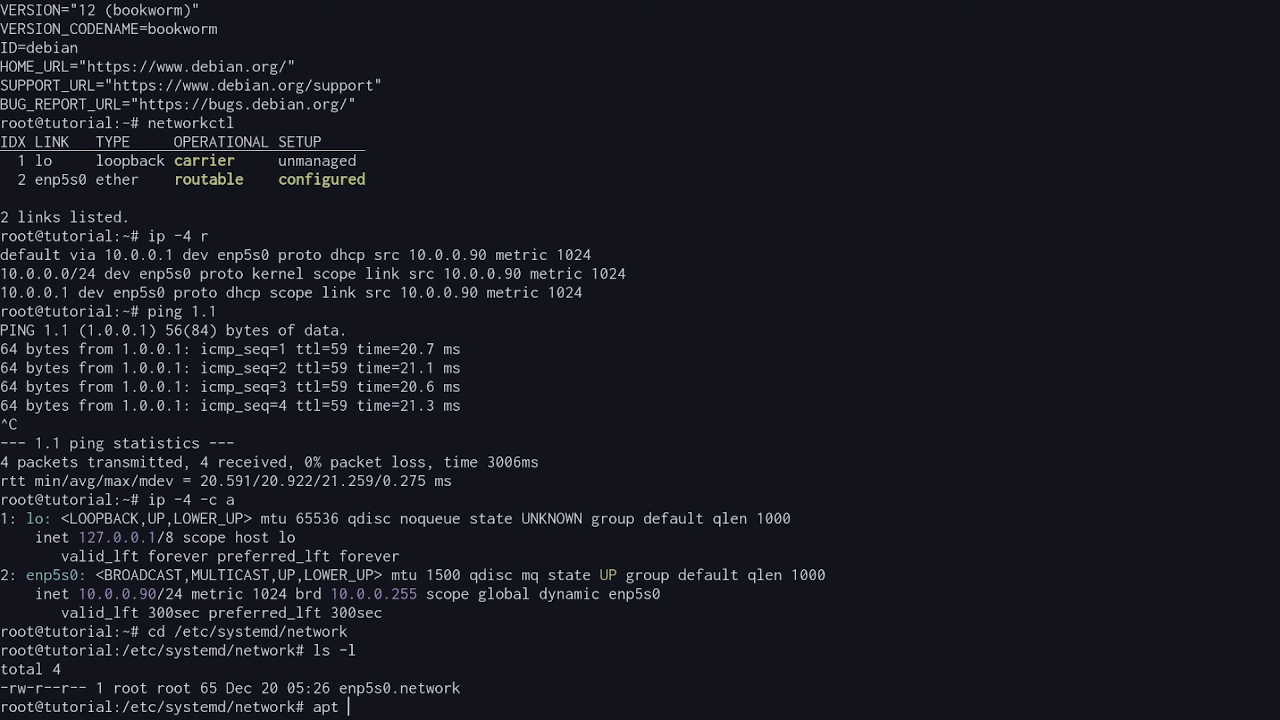 VERSION="12 (bookworm)"
VERSION_CODENAME=bookworm
ID=debian
HOME_URL="https://www.debian.org/"
SUPPORT_URL="https://www.debian.org/support"
BUG_REPORT_URL="https://bugs.debian.org/"
root@tutorial:~# networkctl
IDX LINK   TYPE     OPERATIONAL SETUP
  1 lo     loopback carrier     unmanaged
  2 enp5s0 ether    routable    configured
2 links listed.
root@tutorial:~# ip -4 r
default via 10.0.0.1 dev enp5s0 proto dhcp src 10.0.0.90 metric 1024
10.0.0.0/24 dev enp5s0 proto kernel scope link src 10.0.0.90 metric 1024
10.0.0.1 dev enp5s0 proto dhcp scope link src 10.0.0.90 metric 1024
root@tutorial:~# ping 1.1
PING 1.1 (1.0.0.1) 56(84) bytes of data.
64 bytes from 1.0.0.1: icmp_seq=1 ttl=59 time=20.7 ms
64 bytes from 1.0.0.1: icmp_seq=2 ttl=59 time=21.1 ms
64 bytes from 1.0.0.1: icmp_seq=3 ttl=59 time=20.6 ms
64 bytes from 1.0.0.1: icmp_seq=4 ttl=59 time=21.3 ms
^C
--- 1.1 ping statistics ---
4 packets transmitted, 4 received, 0% packet loss, time 3006ms
rtt min/avg/max/mdev = 20.591/20.922/21.259/0.275 ms
root@tutorial:~# ip -4 -c a
1: lo: <LOOPBACK,UP,LOWER_UP> mtu 65536 qdisc noqueue state UNKNOWN group default qlen 1000
    inet 127.0.0.1/8 scope host lo
       valid_lft forever preferred_lft forever
2: enp5s0: <BROADCAST,MULTICAST,UP,LOWER_UP> mtu 1500 qdisc mq state UP group default qlen 1000
    inet 10.0.0.90/24 metric 1024 brd 10.0.0.255 scope global dynamic enp5s0
       valid_lft 300sec preferred_lft 300sec
root@tutorial:~# cd /etc/systemd/network
root@tutorial:/etc/systemd/network# ls -l
total 4
-rw-r--r-- 1 root root 65 Dec 20 05:26 enp5s0.network
root@tutorial:/etc/systemd/network# apt